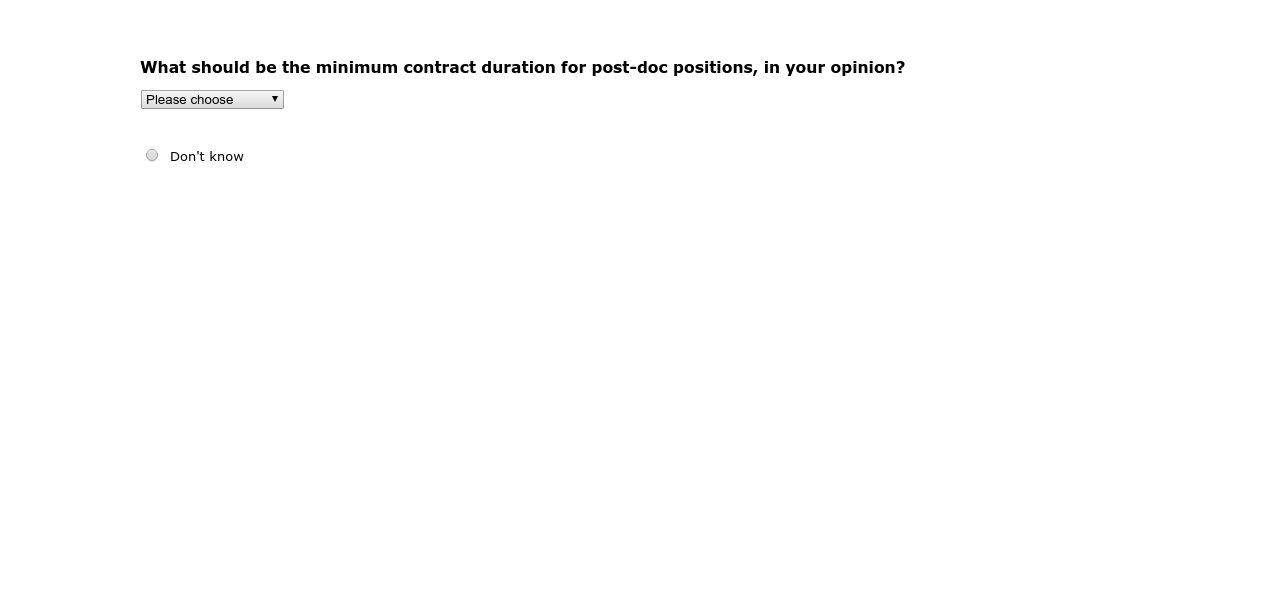 What should be the minimum contract duration for post-doc positions, in your opinion?
Please choose
Don't know